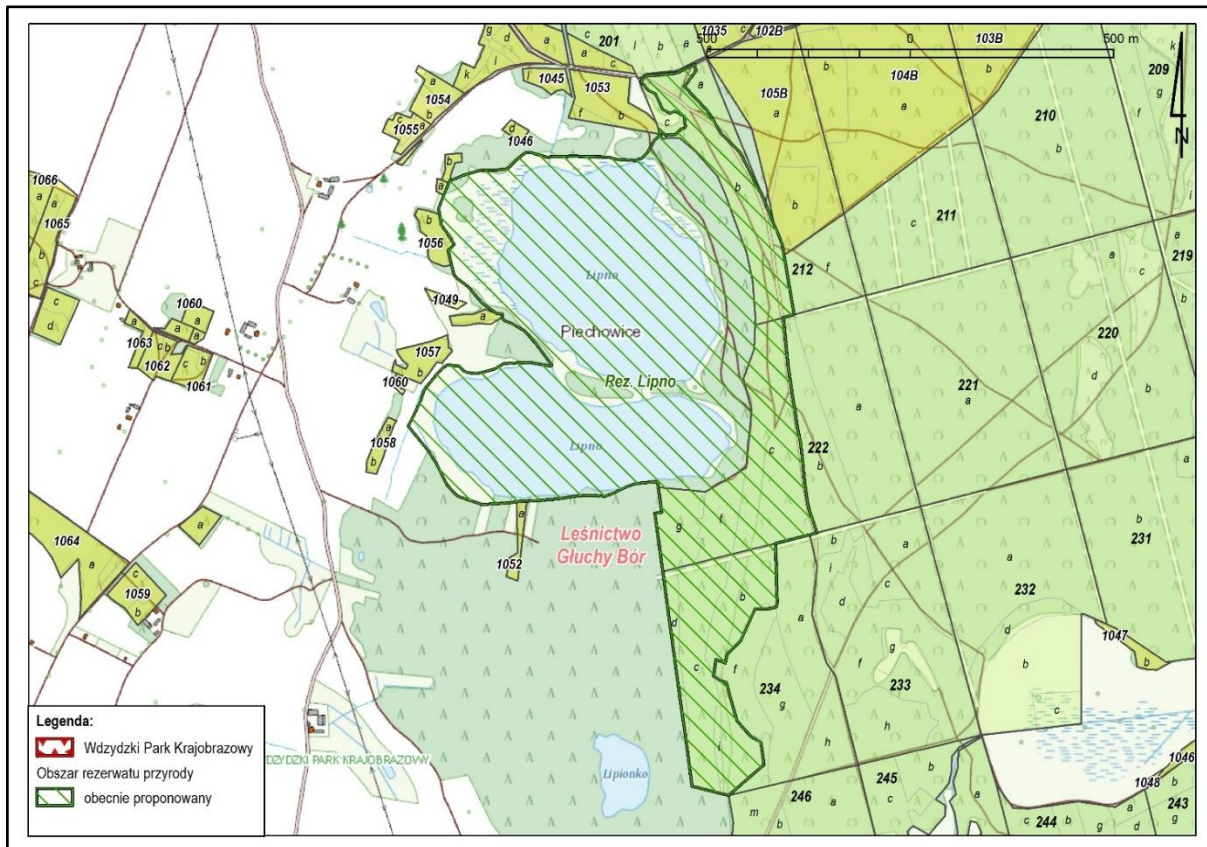 201
1035
102B
103B
500
0
500 m
104B
105B
209
210
N
1045
1053
1054
1055
1046
211
212
219
1066
1065
1056
1049
Lipno
Piechowice
220
1060
1063
1062
1061
1057
1060
Rez. Lipno
221
1058
Lipno
222
Leśnictwo
Głuchy Bór
1052
231
232
1064
1059
1047
234
233
Legenda:
Wdzydzki Park Krajobrazowy
Obszar rezerwatu przyrody
obecnie proponowany
DZYDZKI PARK KRAJOBRAZOWY
Lipionko
246
245
1046
1048
244
243